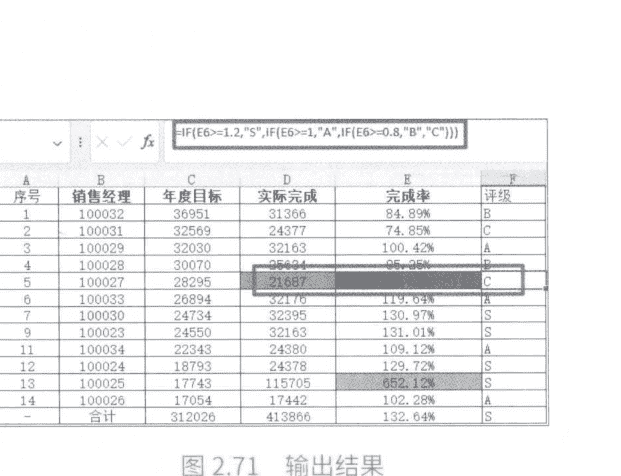 fx =IF(E6>=1.2,"S",IF(E6>=1,"A",IF(E6>=0.8,"B","C")))
A B C D E F
序号 销售经理 年度目标 实际完成 完成率 评级
1 100032 36951 31366 84.89% B
2 100031 32569 24377 74.85% C
3 100029 32030 32163 100.42% A
4 100028 30070 25634 85.25% B
5 100027 28295 21687 C
6 100033 26894 32176 119.64% A
7 100030 24734 32395 130.97% S
9 100023 24550 32163 131.01% S
11 100034 22343 24380 109.12% A
12 100024 18793 24378 129.72% S
13 100025 17743 115705 652.12% S
14 100026 17054 17442 102.28% A
- 合计 312026 413866 132.64% S
图 2.71 输出结果